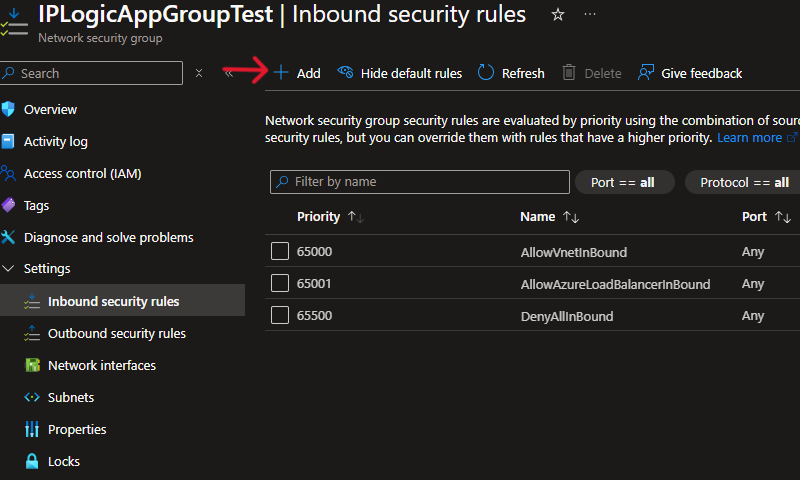 IPLogicAppGroupTest | Inbound security rules
Network security group
Search
Add
Hide default rules
Refresh
Delete
Give feedback
Overview
Activity log
Access control (IAM)
Tags
Diagnose and solve problems
Settings
Inbound security rules
Outbound security rules
Network interfaces
Subnets
Properties
Locks
Network security group security rules are evaluated by priority using the combination of sour
security rules, but you can override them with rules that have a higher priority. Learn more
Filter by name
Port == all
Protocol == all
Priority Name Port
65000 AllowVnetInBound Any
65001 AllowAzureLoadBalancerInBound Any
65500 DenyAllInBound Any